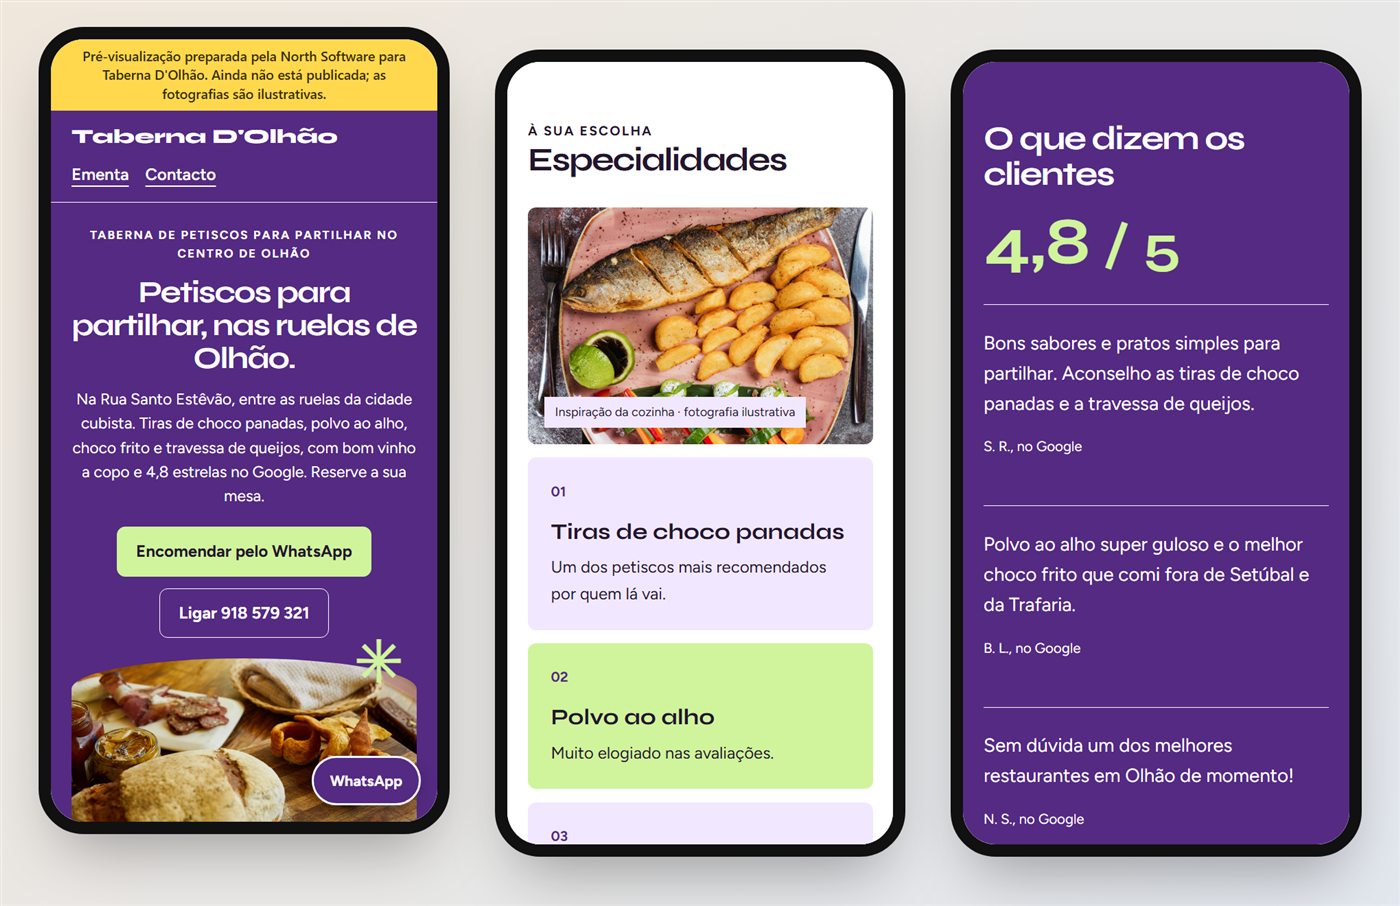 Pré-visualização preparada pela North Software para
Taberna D'Olhão. Ainda não está publicada; as
fotografias são ilustrativas.
Taberna D'Olhão
Ementa Contacto
TABERNA DE PETISCOS PARA PARTILHAR NO
CENTRO DE OLHÃO
Petiscos para
partilhar, nas ruelas de
Olhão.
Na Rua Santo Estêvão, entre as ruelas da cidade
cubista. Tiras de choco panadas, polvo ao alho,
choco frito e travessa de queijos, com bom vinho
a copo e 4,8 estrelas no Google. Reserve a sua
mesa.
Encomendar pelo WhatsApp
Ligar 918 579 321
WhatsApp
À SUA ESCOLHA
Especialidades
Inspiração da cozinha · fotografia ilustrativa
01
Tiras de choco panadas
Um dos petiscos mais recomendados
por quem lá vai.
02
Polvo ao alho
Muito elogiado nas avaliações.
03
O que dizem os
clientes
4,8 / 5
Bons sabores e pratos simples para
partilhar. Aconselho as tiras de choco
panadas e a travessa de queijos.
S. R., no Google
Polvo ao alho super guloso e o melhor
choco frito que comi fora de Setúbal e
da Trafaria.
B. L., no Google
Sem dúvida um dos melhores
restaurantes em Olhão de momento!
N. S., no Google